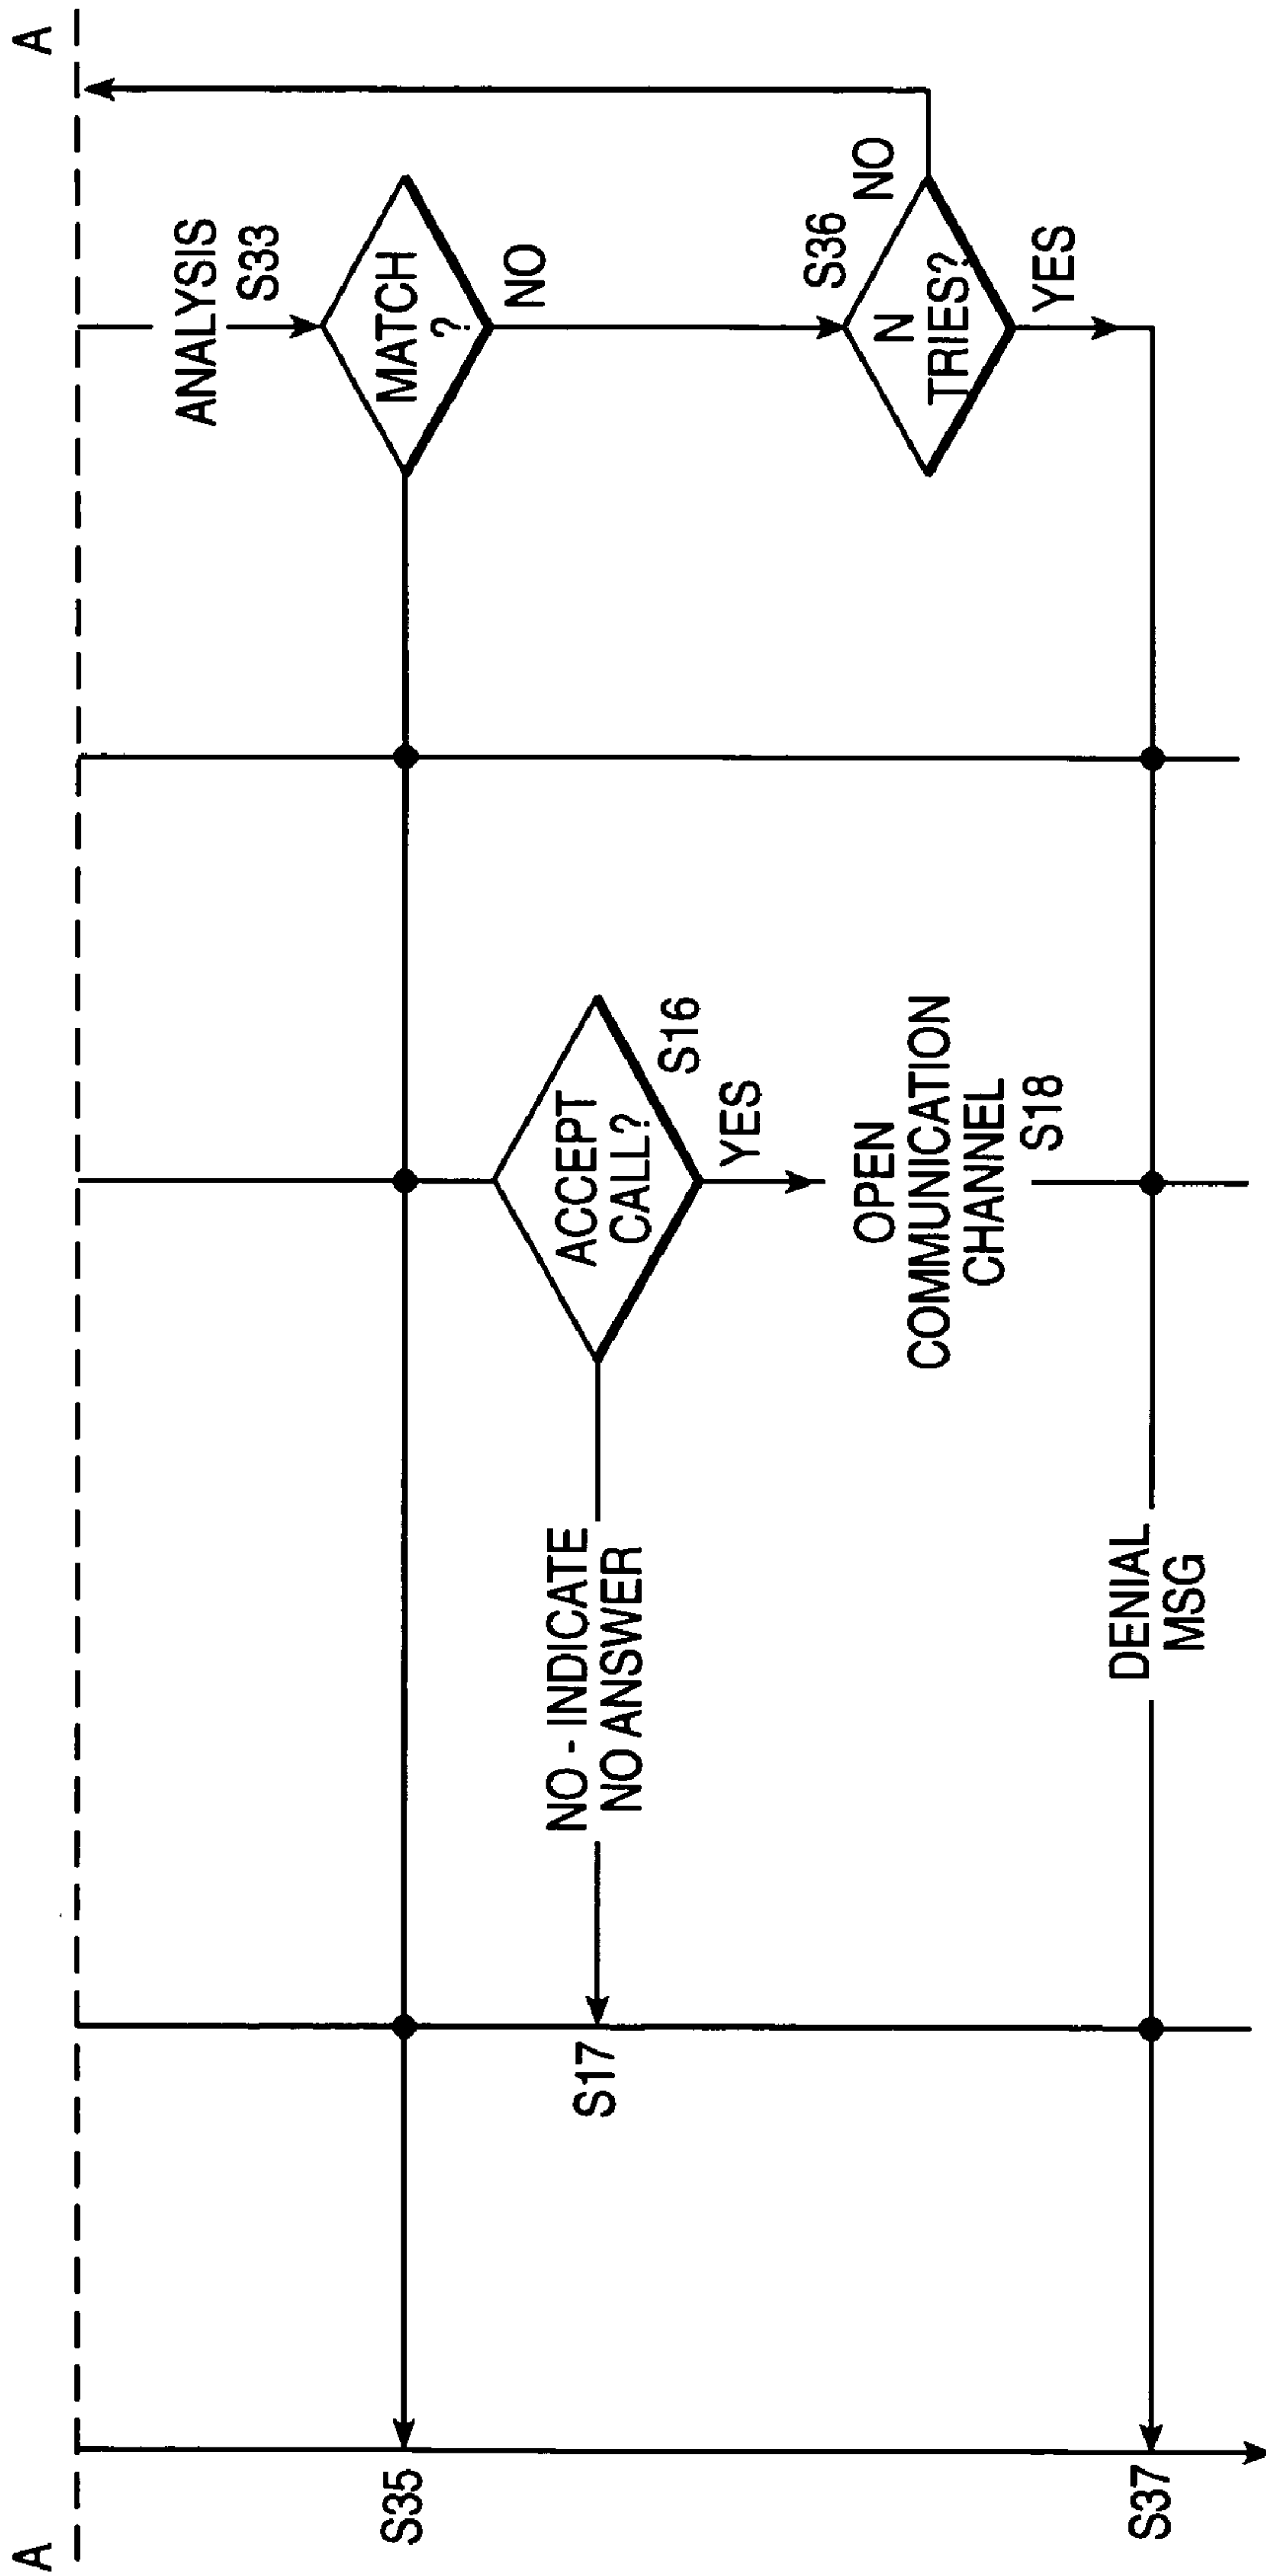 A
A
ANALYSIS
S33
MATCH
?
NO
S35
ACCEPT
CALL?
S16
YES
NO - INDICATE
NO ANSWER
S17
OPEN
COMMUNICATION
CHANNEL
S18
S36
N
TRIES?
NO
YES
DENIAL
MSG
S37